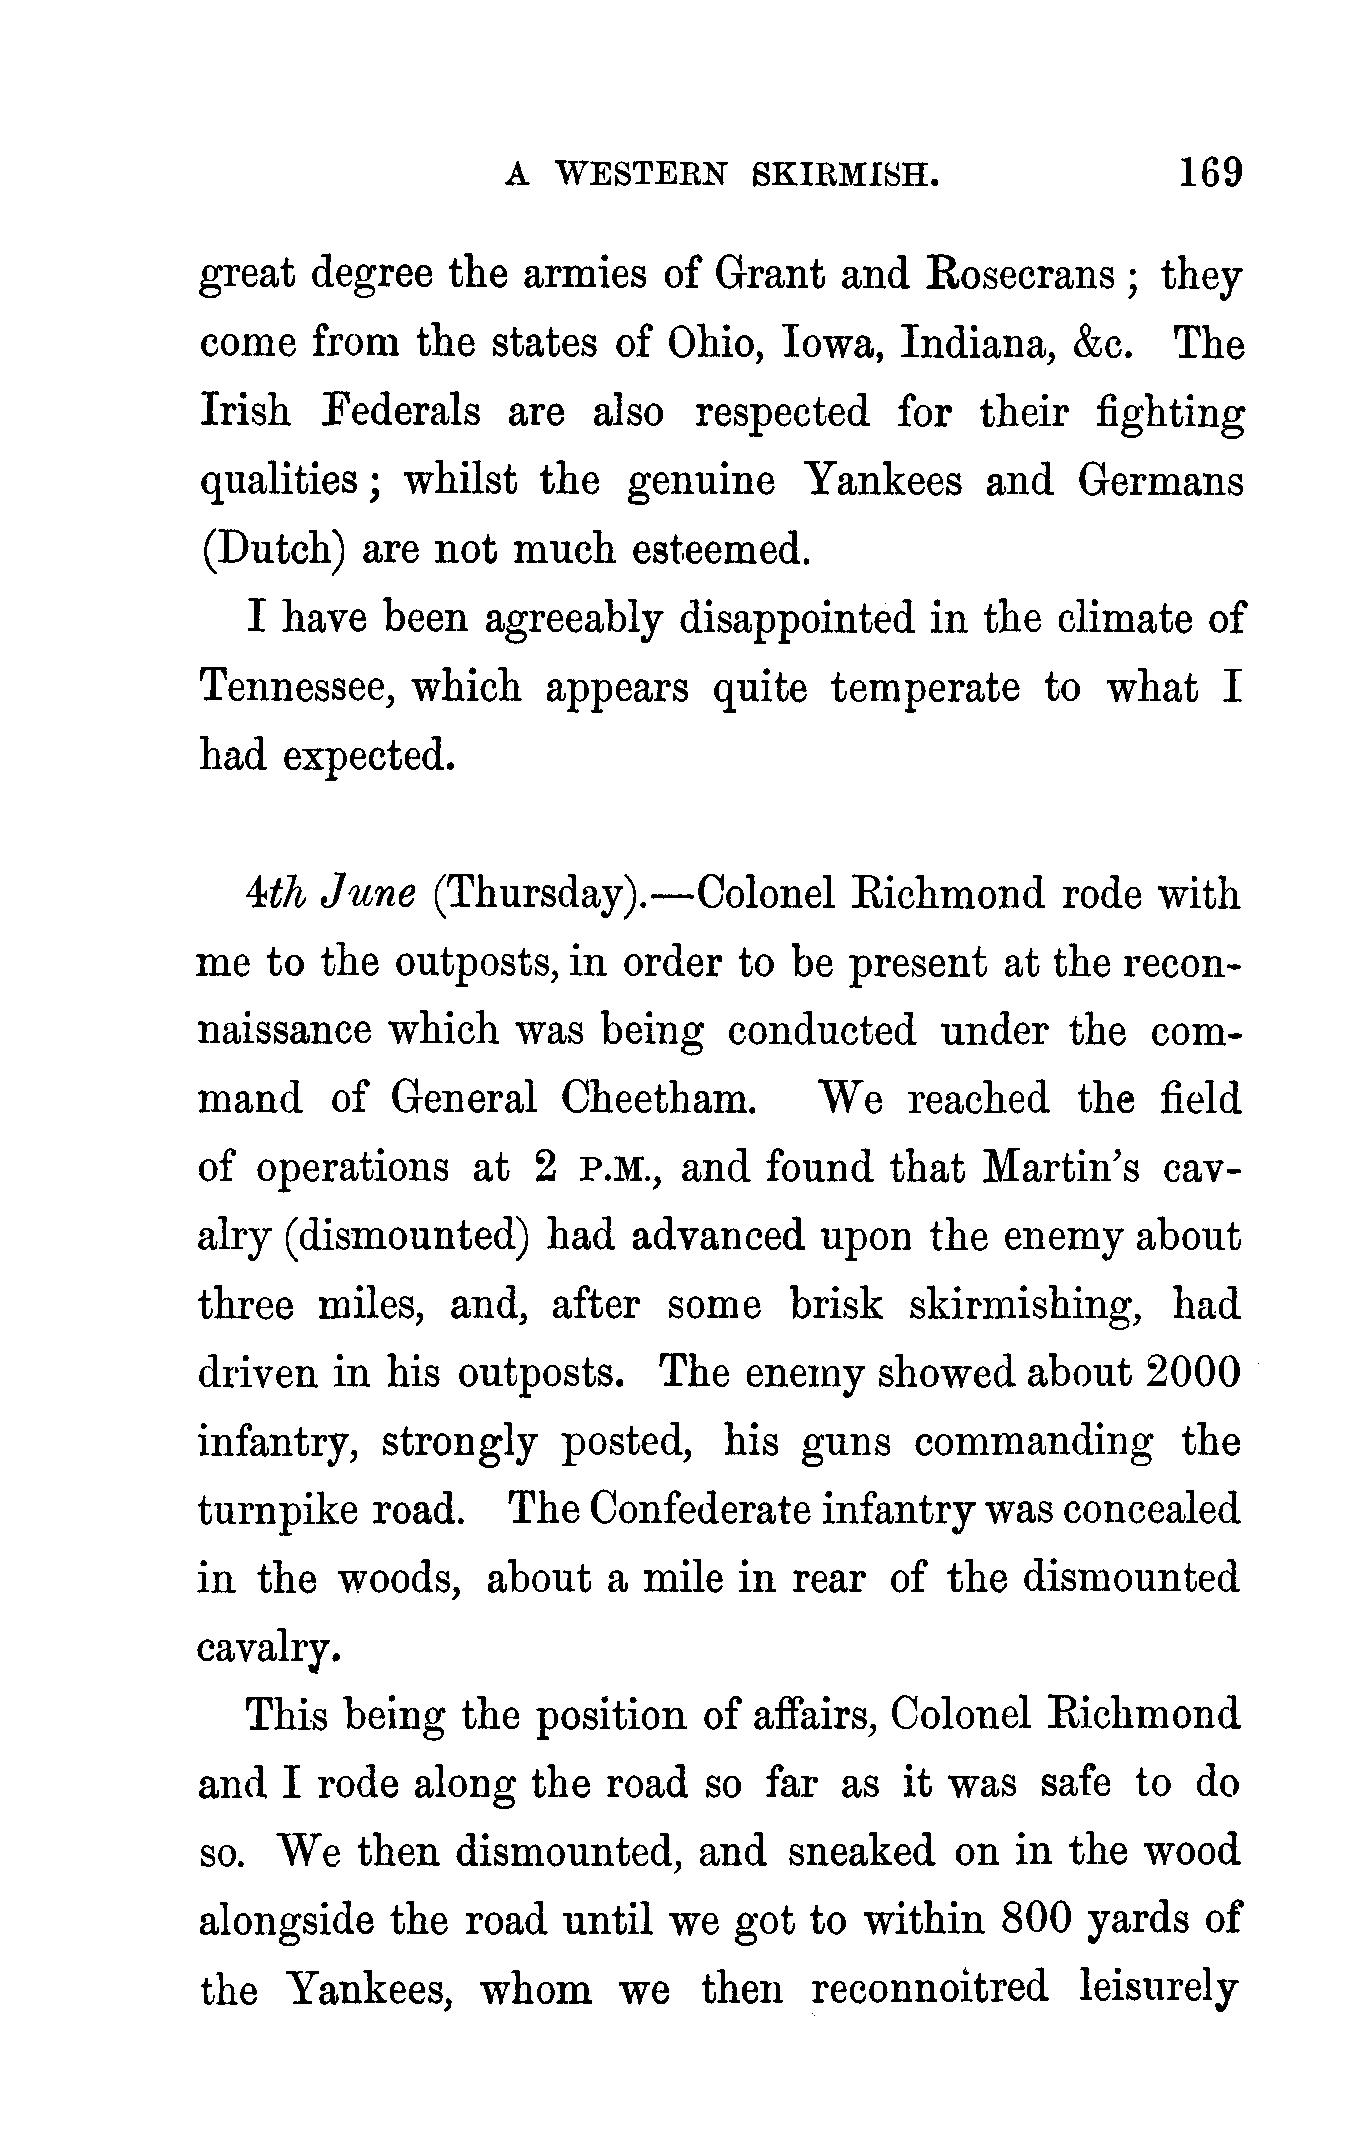 A WESTERN SKIRMISH. 169
great degree the armies of Grant and Rosecrans ; they
come from the states of Ohio, Iowa, Indiana, &c. The
Irish Federals are also respected for their fighting
qualities ; whilst the genuine Yankees and Germans
(Dutch) are not much esteemed.
I have been agreeably disappointed in the climate of
Tennessee, which appears quite temperate to what I
had expected.
4th June (Thursday).—Colonel Richmond rode with
me to the outposts, in order to be present at the recon-
naissance which was being conducted under the com-
mand of General Cheetham. We reached the field
of operations at 2 P.M., and found that Martin's cav-
alry (dismounted) had advanced upon the enemy about
three miles, and, after some brisk skirmishing, had
driven in his outposts. The enemy showed about 2000
infantry, strongly posted, his guns commanding the
turnpike road. The Confederate infantry was concealed
in the woods, about a mile in rear of the dismounted
cavalry.
This being the position of affairs, Colonel Richmond
and I rode along the road so far as it was safe to do
so. We then dismounted, and sneaked on in the wood
alongside the road until we got to within 800 yards of
the Yankees, whom we then reconnoitred leisurely